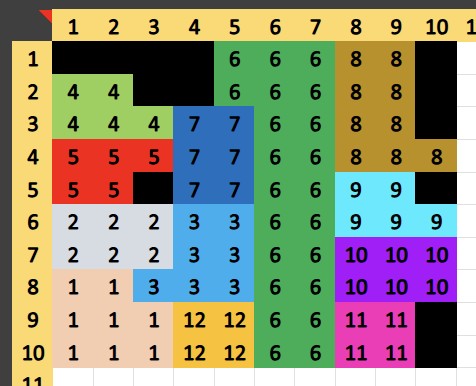 1 2 3 4 5 6 7 8 9 10 1
1 6 6 6 8 8
2 4 4 6 6 6 8 8
3 4 4 4 7 7 6 6 8 8
4 5 5 5 7 7 6 6 8 8 8
5 5 5 7 7 6 6 9 9
6 2 2 2 3 3 6 6 9 9 9
7 2 2 2 3 3 6 6 10 10 10
8 1 1 3 3 3 6 6 10 10 10
9 1 1 1 12 12 6 6 11 11
10 1 1 1 12 12 6 6 11 11
11